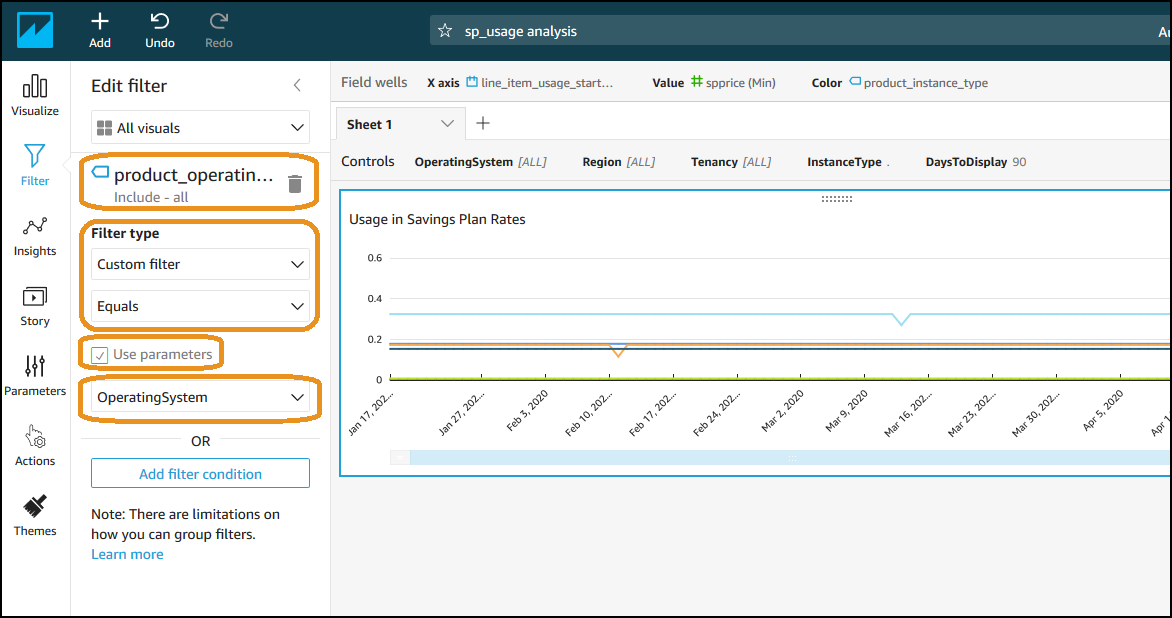 Add
Undo
Redo
sp_usage analysis
Au
Visualize
Filter
Insights
Story
Parameters
Actions
Themes
Edit filter
All visuals
product_operatin...
Include - all
Filter type
Custom filter
Equals
Use parameters
OperatingSystem
OR
Add filter condition
Note: There are limitations on
how you can group filters.
Learn more
Field wells X axis line_item_usage_start... Value spprice (Min) Color product_instance_type
Sheet 1
Controls OperatingSystem [ALL] Region [ALL] Tenancy [ALL] InstanceType . DaysToDisplay 90
Usage in Savings Plan Rates
0.6
0.4
0.2
0
Jan 17, 202... Jan 27, 202... Feb 3, 2020 Feb 10, 202... Feb 17, 202... Feb 24, 202... Mar 2, 2020 Mar 9, 2020 Mar 16, 202... Mar 23, 202... Mar 30, 202... Apr 5, 2020 Apr 1